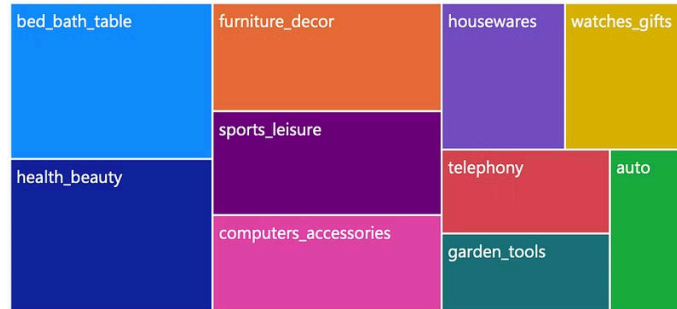 bed_bath_table
furniture_decor
housewares
watches_gifts
sports_leisure
health_beauty
telephony
auto
computers_accessories
garden_tools